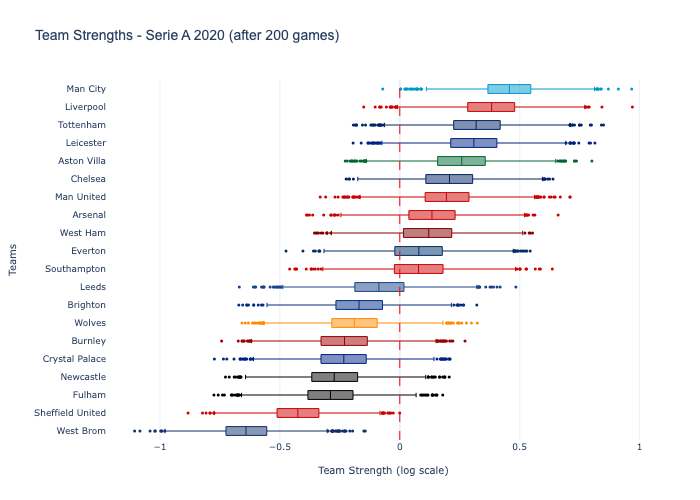 Team Strengths - Serie A 2020 (after 200 games)
Teams
Man City
Liverpool
Tottenham
Leicester
Aston Villa
Chelsea
Man United
Arsenal
West Ham
Everton
Southampton
Leeds
Brighton
Wolves
Burnley
Crystal Palace
Newcastle
Fulham
Sheffield United
West Brom
−1 −0.5 0 0.5 1
Team Strength (log scale)